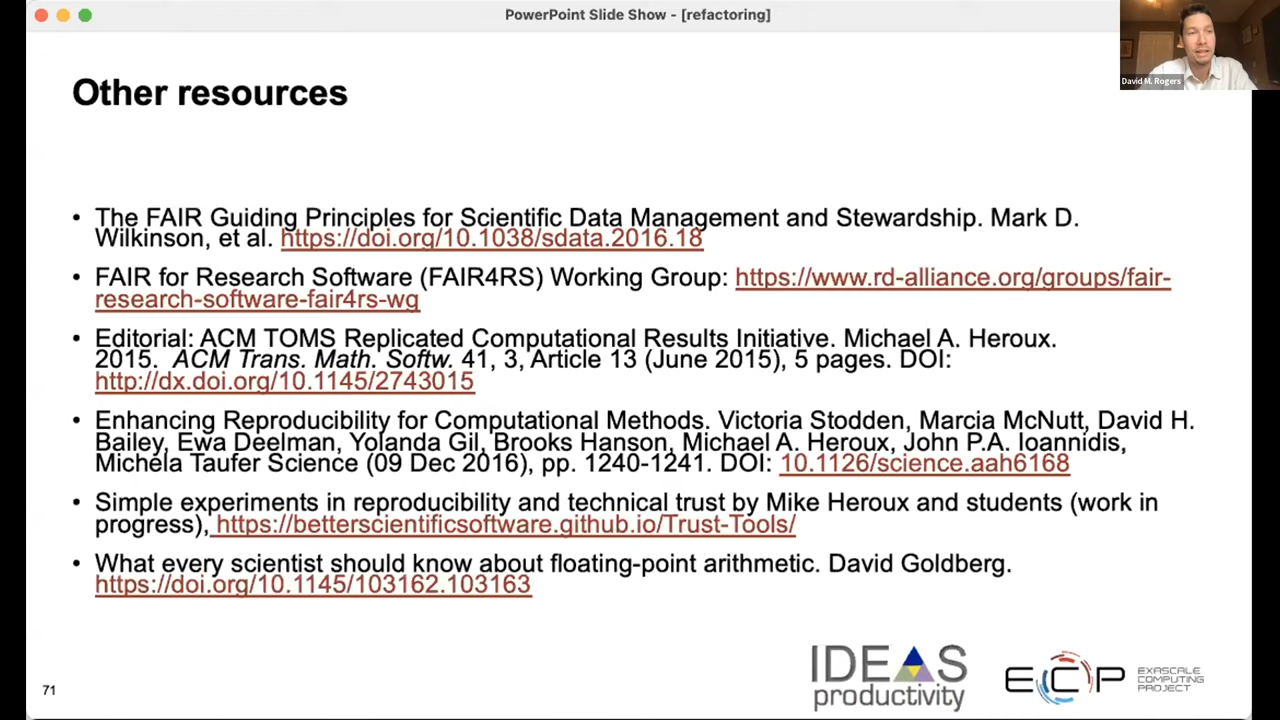 PowerPoint Slide Show - [refactoring]
David M. Rogers
Other resources
• The FAIR Guiding Principles for Scientific Data Management and Stewardship. Mark D.
Wilkinson, et al. https://doi.org/10.1038/sdata.2016.18
• FAIR for Research Software (FAIR4RS) Working Group: https://www.rd-alliance.org/groups/fair-
research-software-fair4rs-wg
• Editorial: ACM TOMS Replicated Computational Results Initiative. Michael A. Heroux.
2015. ACM Trans. Math. Softw. 41, 3, Article 13 (June 2015), 5 pages. DOI:
http://dx.doi.org/10.1145/2743015
• Enhancing Reproducibility for Computational Methods. Victoria Stodden, Marcia McNutt, David H.
Bailey, Ewa Deelman, Yolanda Gil, Brooks Hanson, Michael A. Heroux, John P.A. Ioannidis,
Michela Taufer Science (09 Dec 2016), pp. 1240-1241. DOI: 10.1126/science.aah6168
• Simple experiments in reproducibility and technical trust by Mike Heroux and students (work in
progress), https://betterscientificsoftware.github.io/Trust-Tools/
• What every scientist should know about floating-point arithmetic. David Goldberg.
https://doi.org/10.1145/103162.103163
71
IDEAS
productivity
ECP
EXASCALE
COMPUTING
PROJECT